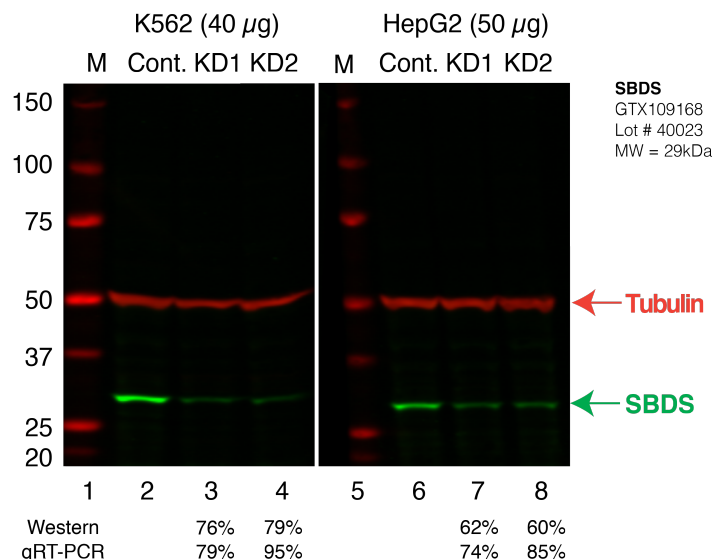 K562 (40 µg) HepG2 (50 µg)
M Cont. KD1 KD2 M Cont. KD1 KD2
SBDS
GTX109168
Lot # 40023
MW = 29kDa
150
100
75
50
37
25
20
Tubulin
SBDS
1 2 3 4 5 6 7 8
Western 76% 79% 62% 60%
qRT-PCR 79% 95% 74% 85%